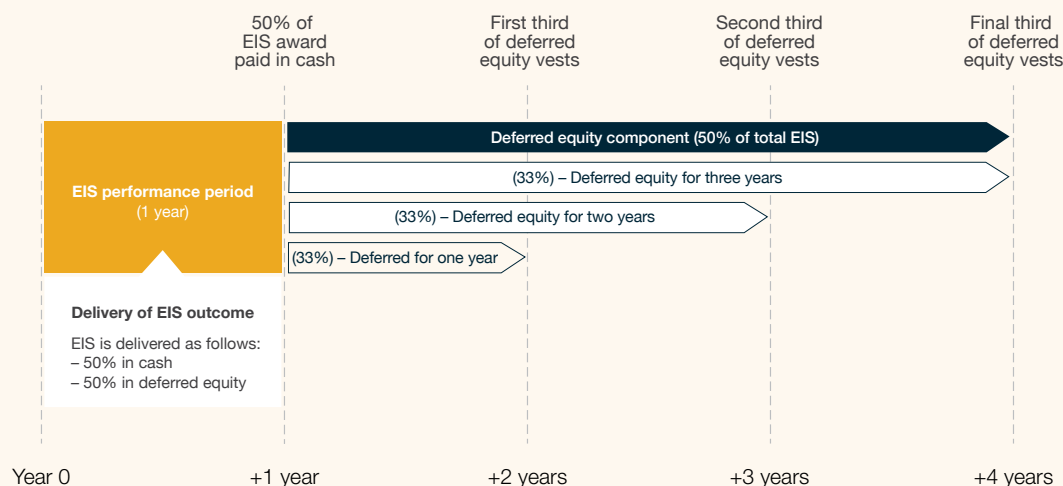 50% of
EIS award
paid in cash
First third
of deferred
equity vests
Second third
of deferred
equity vests
Final third
of deferred
equity vests
Deferred equity component (50% of total EIS)
EIS performance period
(1 year)
(33%) – Deferred equity for three years
(33%) – Deferred equity for two years
(33%) – Deferred for one year
Delivery of EIS outcome
EIS is delivered as follows:
– 50% in cash
– 50% in deferred equity
Year 0
+1 year
+2 years
+3 years
+4 years